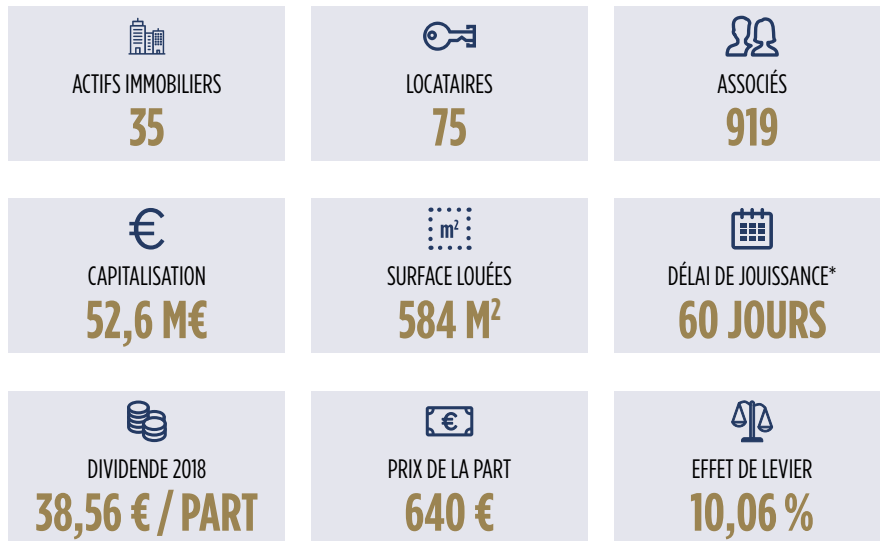 ACTIFS IMMOBILIERS
35
LOCATAIRES
75
ASSOCIÉS
919
€
CAPITALISATION
52,6 M€
m²
SURFACE LOUÉES
584 M²
DÉLAI DE JOUISSANCE*
60 JOURS
DIVIDENDE 2018
38,56 € / PART
€
PRIX DE LA PART
640 €
EFFET DE LEVIER
10,06 %